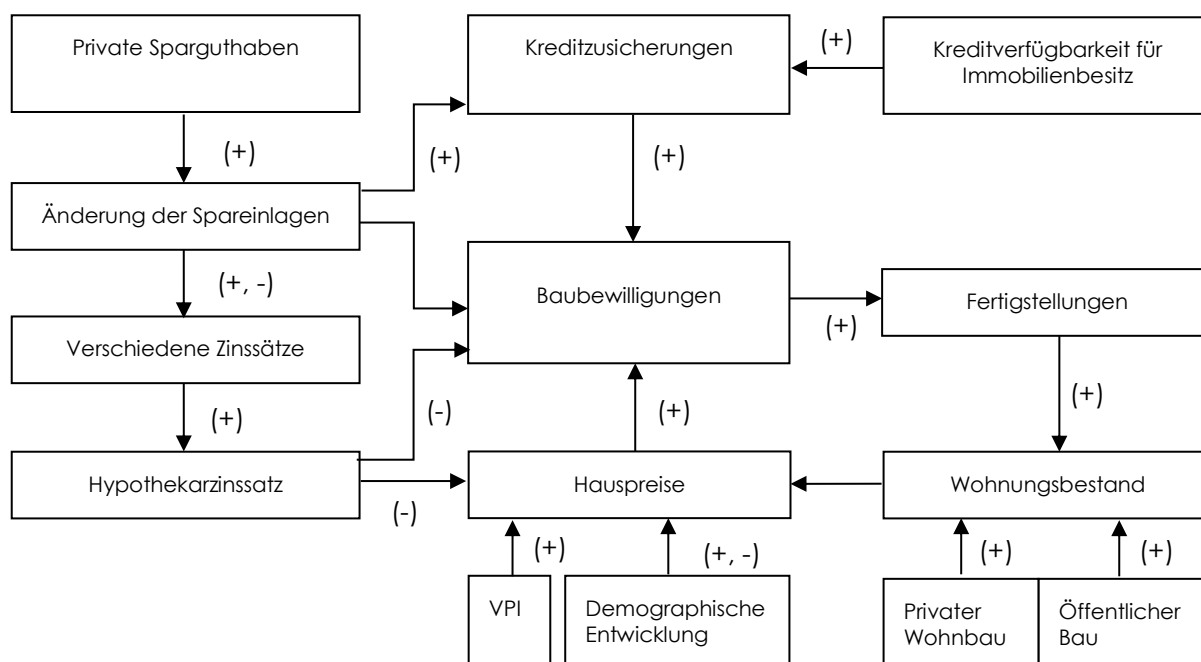 Private Sparguthaben
Kreditzusicherungen
(+)
Kreditverfügbarkeit für
Immobilienbesitz
(+)
(+)
(+)
Änderung der Spareinlagen
(+, -)
Baubewilligungen
(+)
Fertigstellungen
Verschiedene Zinssätze
(+)
(-)
(+)
(+)
Hypothekarzinssatz
(-)
Hauspreise
Wohnungsbestand
(+)
(+, -)
(+)
(+)
VPI
Demographische
Entwicklung
Privater
Wohnbau
Öffentlicher
Bau